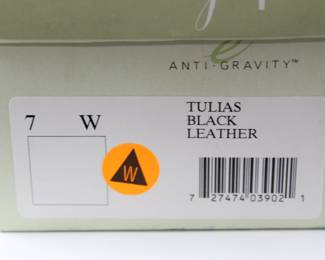 ANTI-GRAVITY™
7 W
TULIAS
BLACK
LEATHER
W
7 27474 03902 1